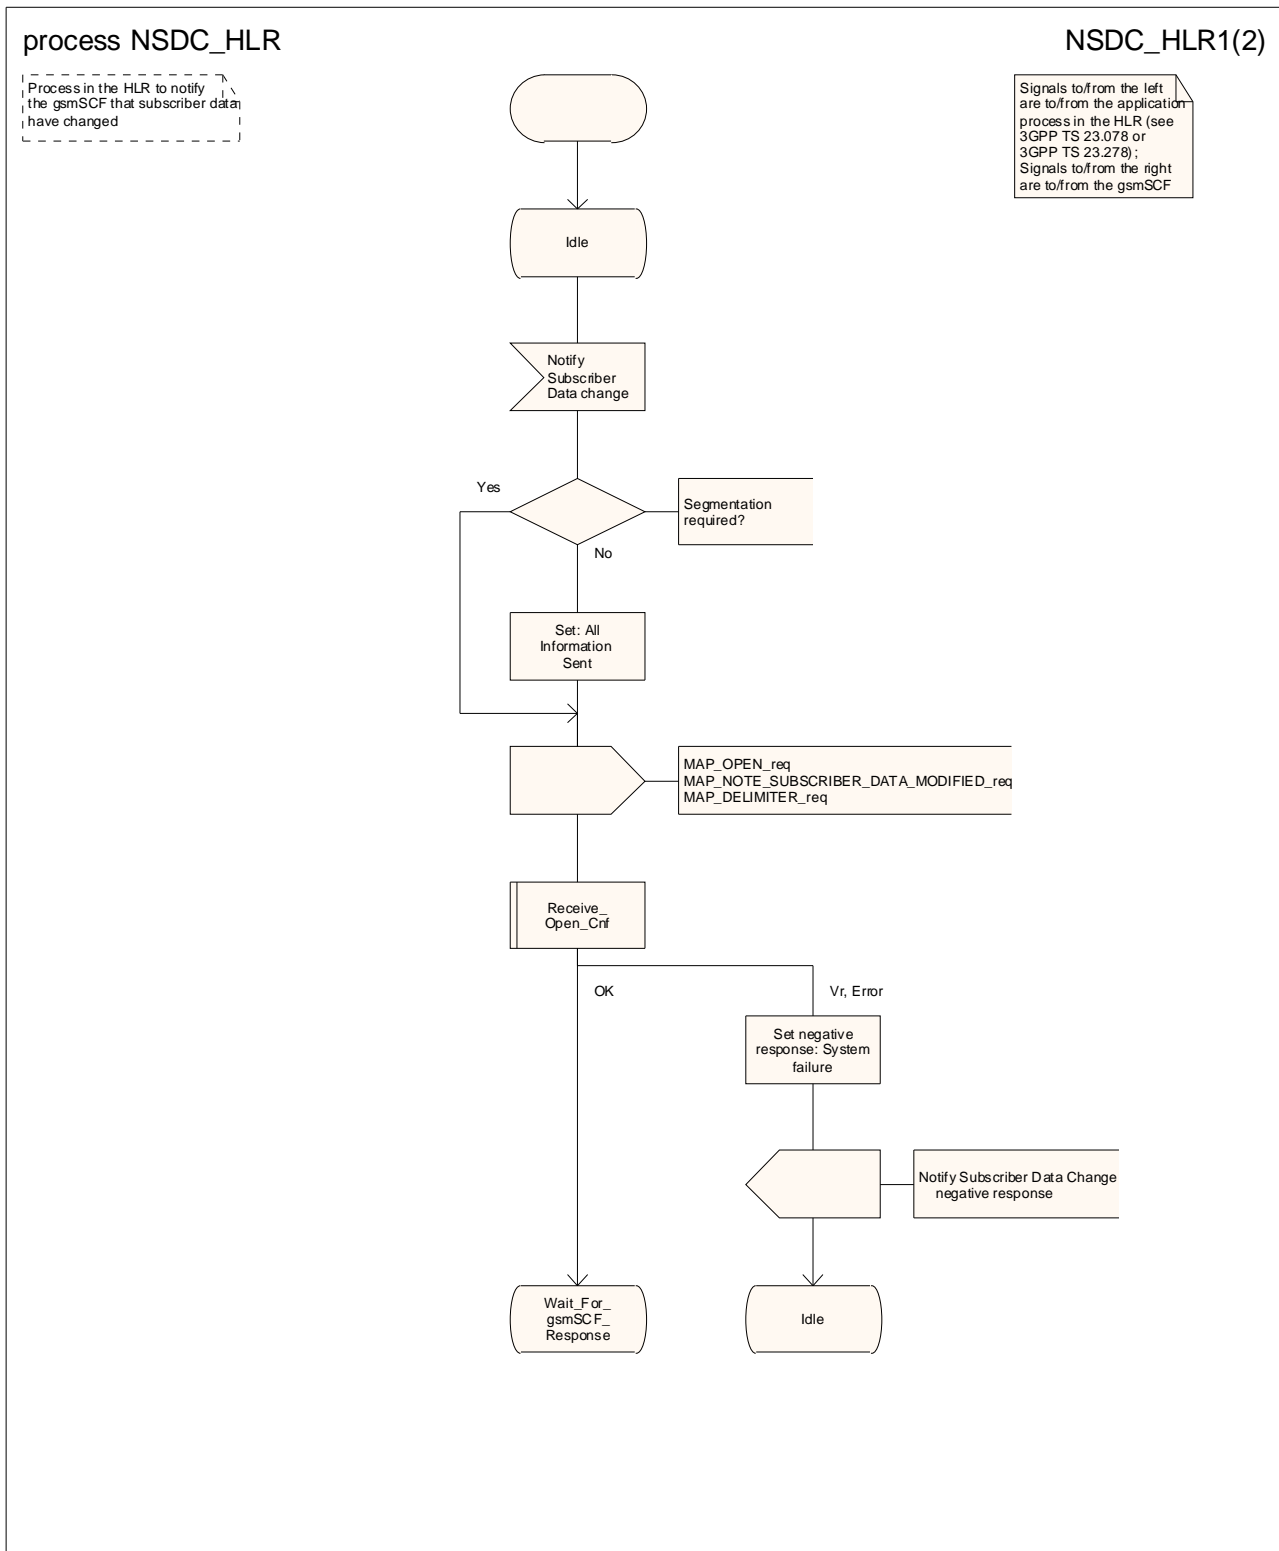 process NSDC_HLR
NSDC_HLR1(2)
Process in the HLR to notify
the gsmSCF that subscriber data
have changed
Signals to/from the left
are to/from the application
process in the HLR (see
3GPP TS 23.078 or
3GPP TS 23.278) ;
Signals to/from the right
are to/from the gsmSCF
Idle
Notify
Subscriber
Data change
Yes
Segmentation
required?
No
Set: All
Information
Sent
MAP_OPEN_req
MAP_NOTE_SUBSCRIBER_DATA_MODIFIED_req
MAP_DELIMITER_req
Receive_
Open_Cnf
OK
Vr, Error
Set negative
response: System
failure
Notify Subscriber Data Change
negative response
Wait_For_
gsmSCF_
Response
Idle